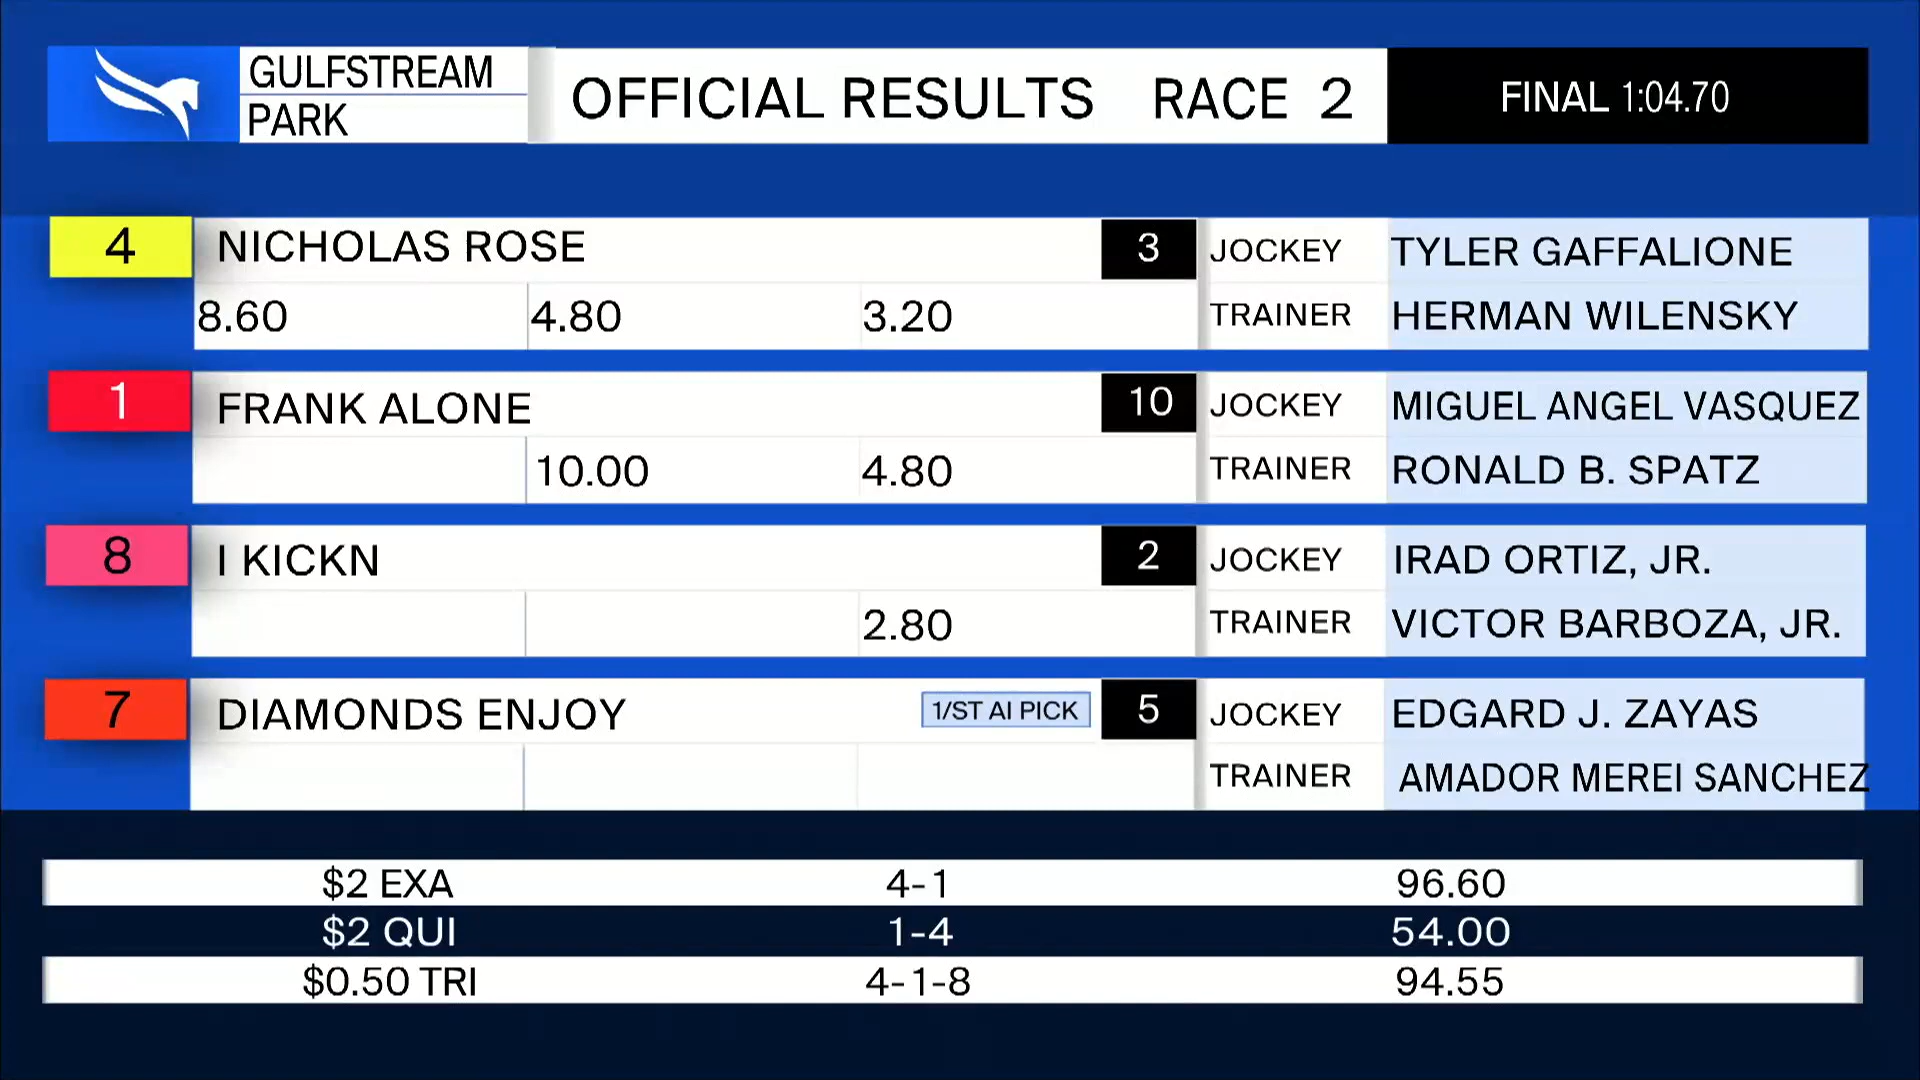 GULFSTREAM
PARK
OFFICIAL RESULTS RACE 2
FINAL 1:04.70
4 NICHOLAS ROSE 3 JOCKEY TYLER GAFFALIONE
8.60 4.80 3.20 TRAINER HERMAN WILENSKY
1 FRANK ALONE 10 JOCKEY MIGUEL ANGEL VASQUEZ
10.00 4.80 TRAINER RONALD B. SPATZ
8 I KICKN 2 JOCKEY IRAD ORTIZ, JR.
2.80 TRAINER VICTOR BARBOZA, JR.
7 DIAMONDS ENJOY 1/ST AI PICK 5 JOCKEY EDGARD J. ZAYAS
TRAINER AMADOR MEREI SANCHEZ
$2 EXA 4-1 96.60
$2 QUI 1-4 54.00
$0.50 TRI 4-1-8 94.55